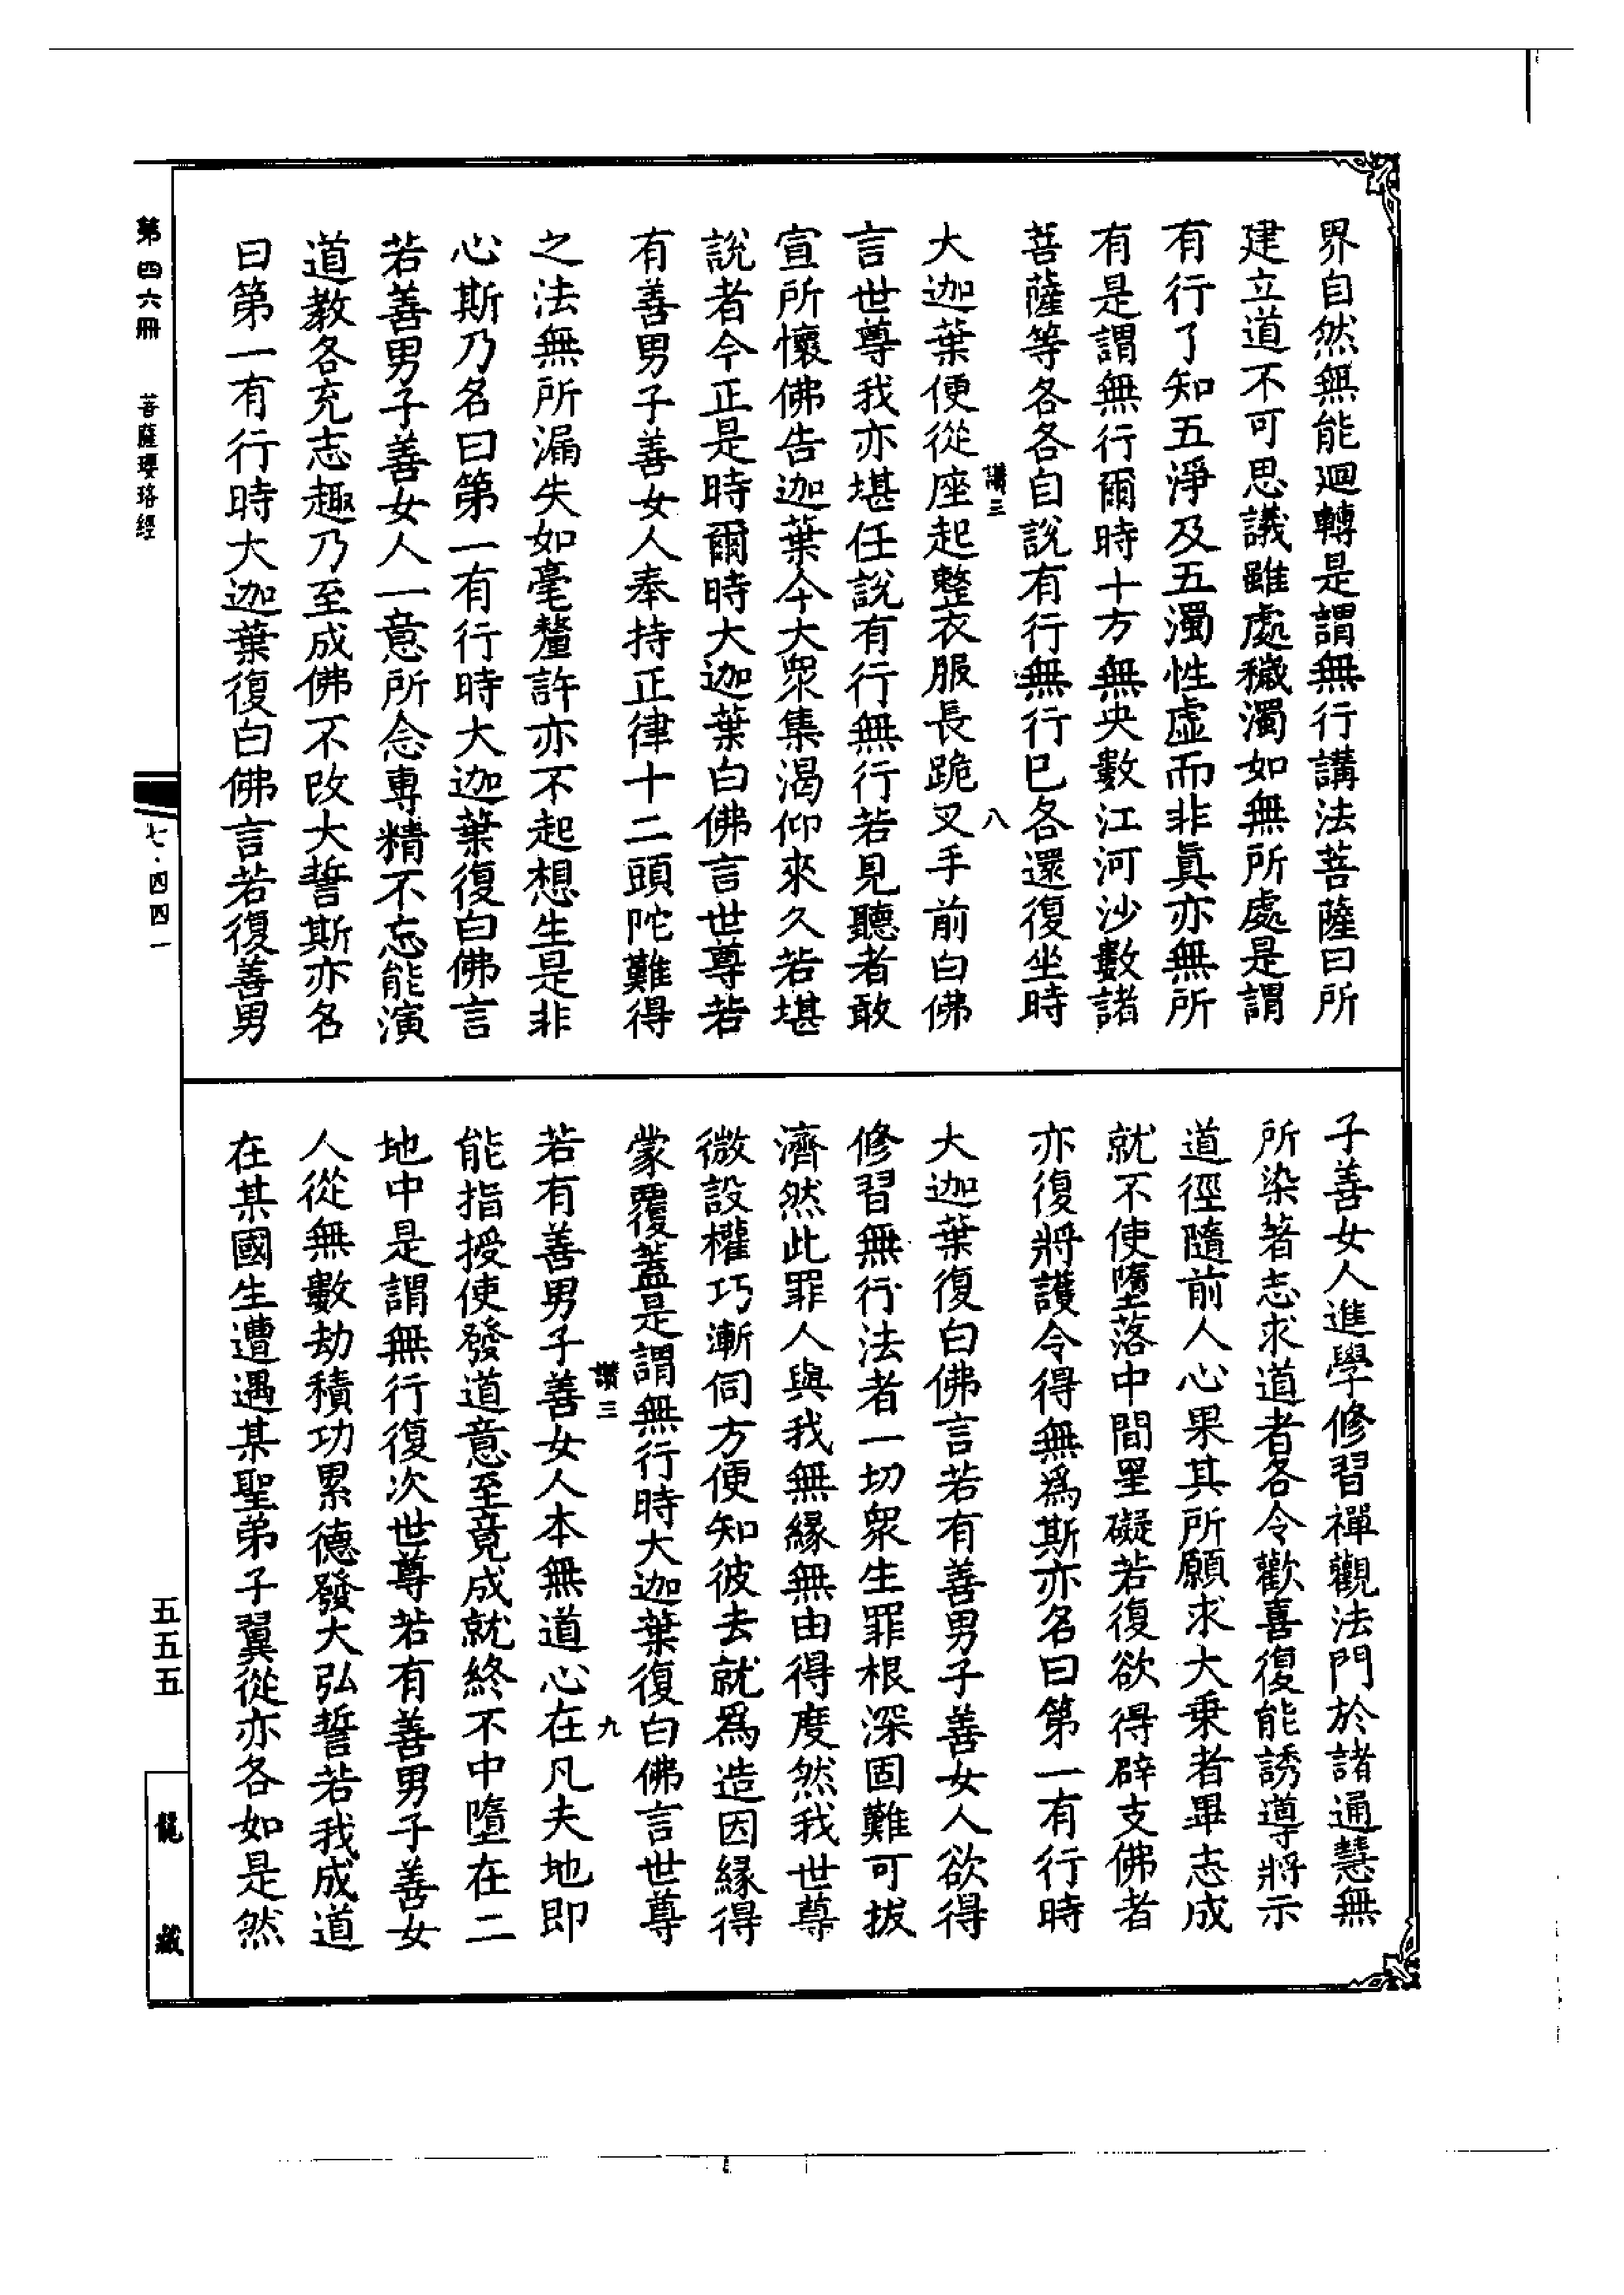 界自然無能迴轉是謂無行講法菩薩曰所
建立道不可思議雖處穢濁如無所處是謂
有行了知五淨及五濁性虛而非眞亦無所
有是謂無行爾時十方無央數江河沙數諸
菩薩等各各自說有行無行已各還復坐時
講三 八
大迦葉便從座起整衣服長跪叉手前白佛
言世尊我亦堪任說有行無行若見聽者敢
宣所懷佛告迦葉今大眾集渴仰來久若堪
說者今正是時爾時大迦葉白佛言世尊若
有善男子善女人奉持正律十二頭陀難得
之法無所漏失如毫釐許亦不起想生是非
心斯乃名曰第一有行時大迦葉復白佛言
若善男子善女人一意所念專精不忘能演
道教各充志趣乃至成佛不改大誓斯亦名
曰第一有行時大迦葉復白佛言若復善男
子善女人進學修習禪觀法門於諸通慧無
所染著志求道者各令歡喜復能誘導將示
道徑隨前人心果其所願求大乘者畢志成
就不使墮落中間罣礙若復欲得辟支佛者
亦復將護令得無爲斯亦名曰第一有行時
大迦葉復白佛言若有善男子善女人欲得
修習無行法者一切眾生罪根深固難可拔
濟然此罪人與我無緣無由得度然我世尊
微設權巧漸伺方便知彼去就爲造因緣得
蒙覆蓋是謂無行時大迦葉復白佛言世尊
講三 九
若有善男子善女人本無道心在凡夫地即
能指授使發道意至竟成就終不中墮在二
地中是謂無行復次世尊若有善男子善女
人從無數劫積功累德發大弘誓若我成道
在某國生遭遇某聖弟子翼從亦各如是然
第四六冊 菩薩瓔珞經
七·四四一
五五五
龍藏